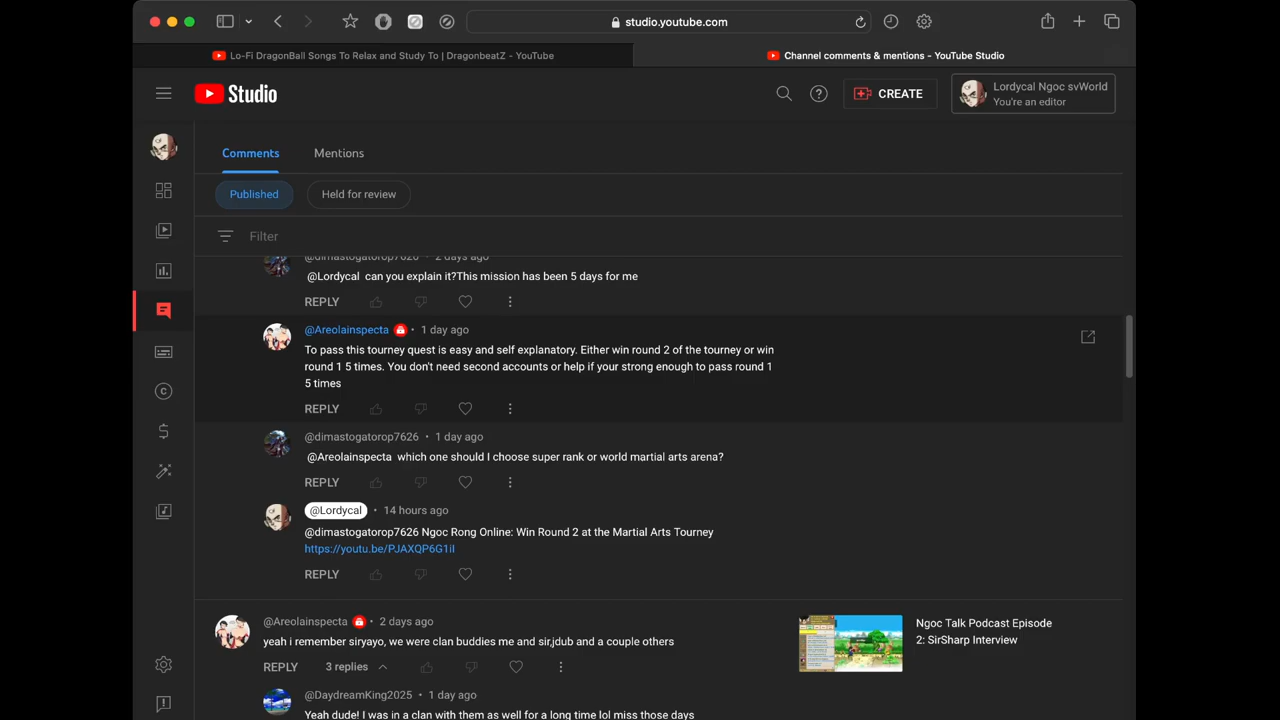 studio.youtube.com
Lo-Fi DragonBall Songs To Relax and Study To | DragonbeatZ - YouTube
Channel comments & mentions - YouTube Studio
Studio
CREATE
Lordycal Ngoc svWorld
You're an editor
Comments
Mentions
Published
Held for review
Filter
@dimastogatorop7626 • 2 days ago
@Lordycal can you explain it?This mission has been 5 days for me
REPLY
@Areolainspecta • 1 day ago
To pass this tourney quest is easy and self explanatory. Either win round 2 of the tourney or win
round 1 5 times. You don't need second accounts or help if your strong enough to pass round 1
5 times
REPLY
@dimastogatorop7626 • 1 day ago
@Areolainspecta which one should I choose super rank or world martial arts arena?
REPLY
@Lordycal • 14 hours ago
@dimastogatorop7626 Ngoc Rong Online: Win Round 2 at the Martial Arts Tourney
https://youtu.be/PJAXQP6G1iI
REPLY
@Areolainspecta • 2 days ago
yeah i remember siryayo, we were clan buddies me and sir,jdub and a couple others
REPLY 3 replies
Ngoc Talk Podcast Episode
2: SirSharp Interview
@DaydreamKing2025 • 1 day ago
Yeah dude! I was in a clan with them as well for a long time lol miss those days